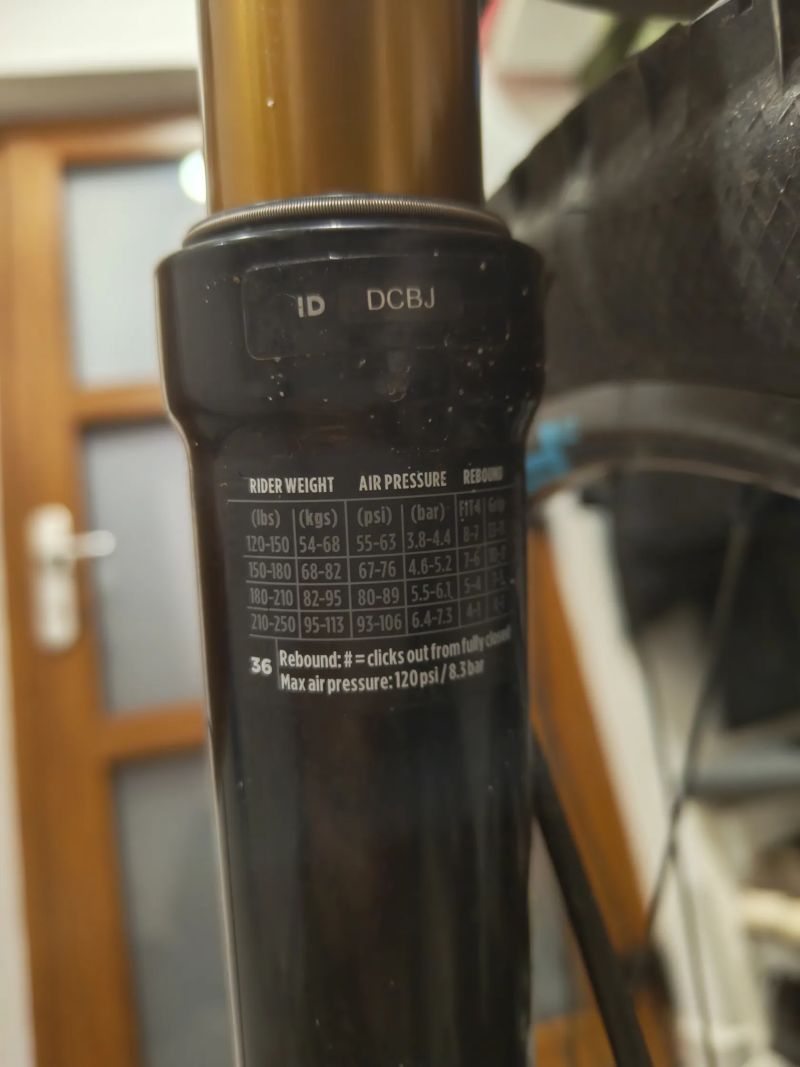 ID DCBJ
RIDER WEIGHT AIR PRESSURE REBOUND
(lbs) (kgs) (psi) (bar) FIT4 Grip
120-150 54-68 55-63 3.8-4.4 8-7
150-180 68-82 67-76 4.6-5.2 7-6
180-210 82-95 80-89 5.5-6.1 5-4
210-250 95-113 93-106 6.4-7.3 4-1
36 Rebound: # = clicks out from fully closed
Max air pressure: 120 psi / 8.3 bar